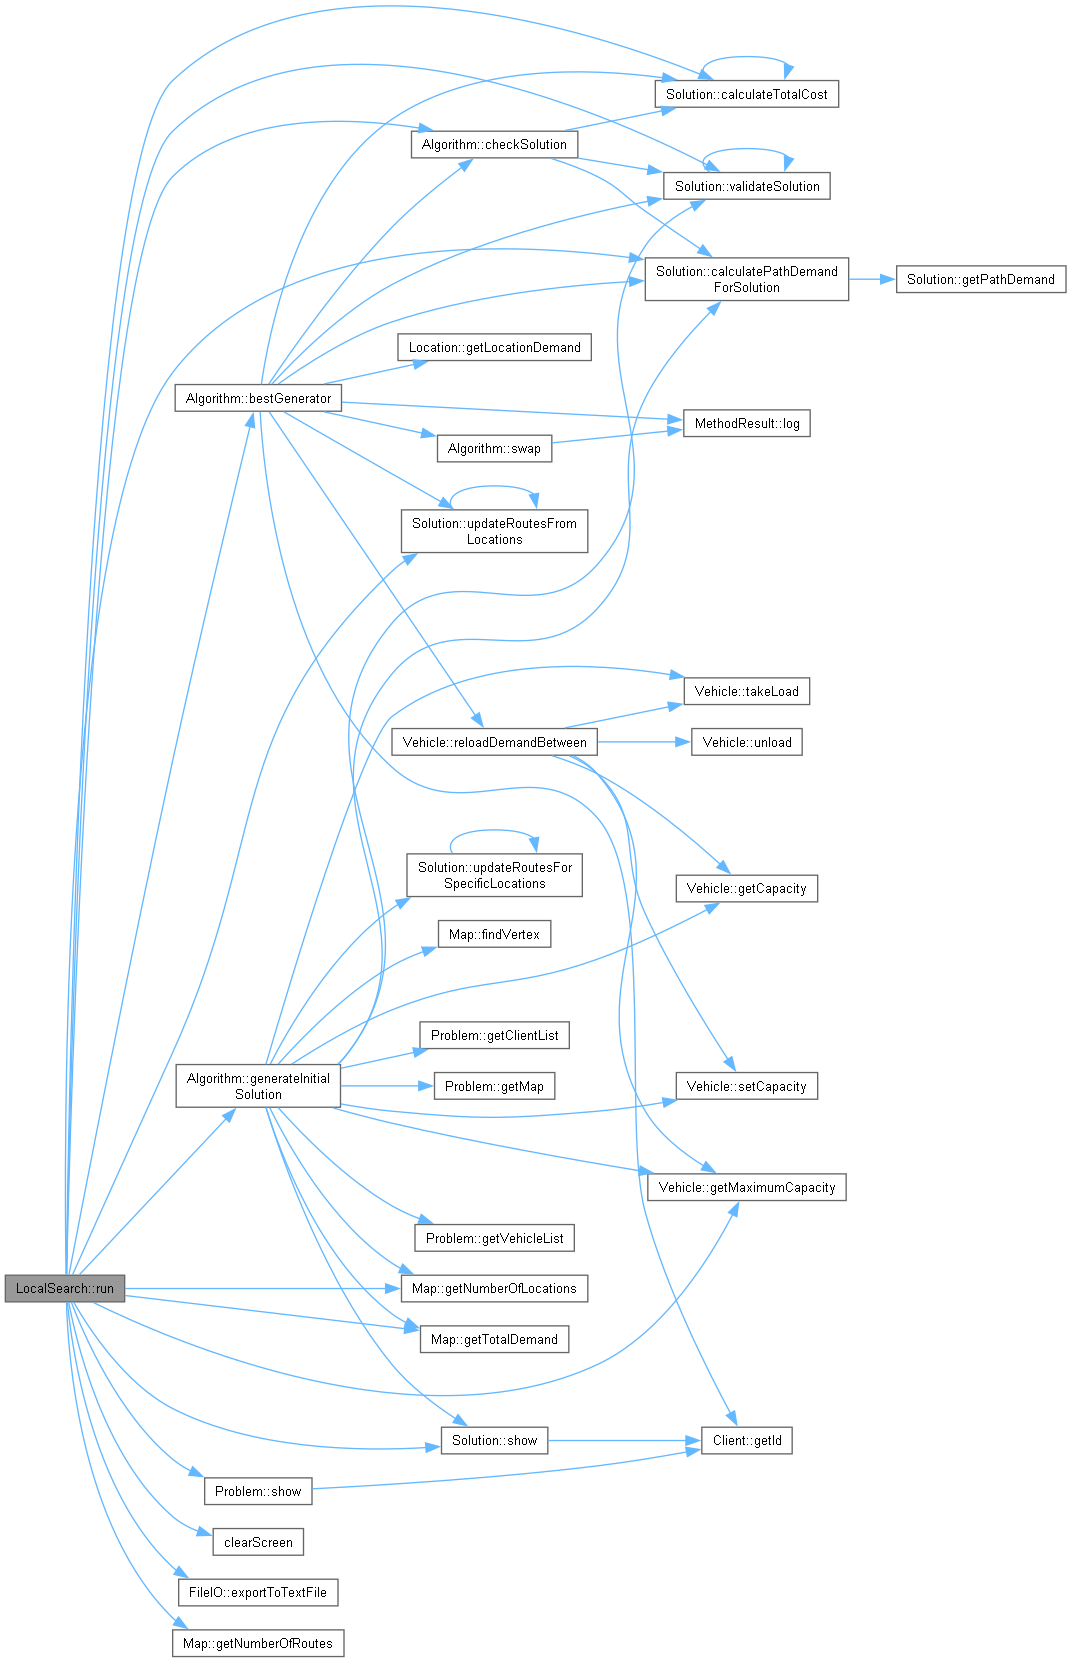 Solution::calculateTotalCost
Algorithm::checkSolution
Solution::validateSolution
Solution::calculatePathDemand
ForSolution
Solution::getPathDemand
Location::getLocationDemand
Algorithm::bestGenerator
MethodResult::log
Algorithm::swap
Solution::updateRoutesFrom
Locations
Vehicle::takeLoad
Vehicle::reloadDemandBetween
Vehicle::unload
Solution::updateRoutesFor
SpecificLocations
Vehicle::getCapacity
Map::findVertex
Problem::getClientList
Algorithm::generateInitial
Solution
Problem::getMap
Vehicle::setCapacity
Vehicle::getMaximumCapacity
Problem::getVehicleList
LocalSearch::run
Map::getNumberOfLocations
Map::getTotalDemand
Solution::show
Client::getId
Problem::show
clearScreen
FileIO::exportToTextFile
Map::getNumberOfRoutes